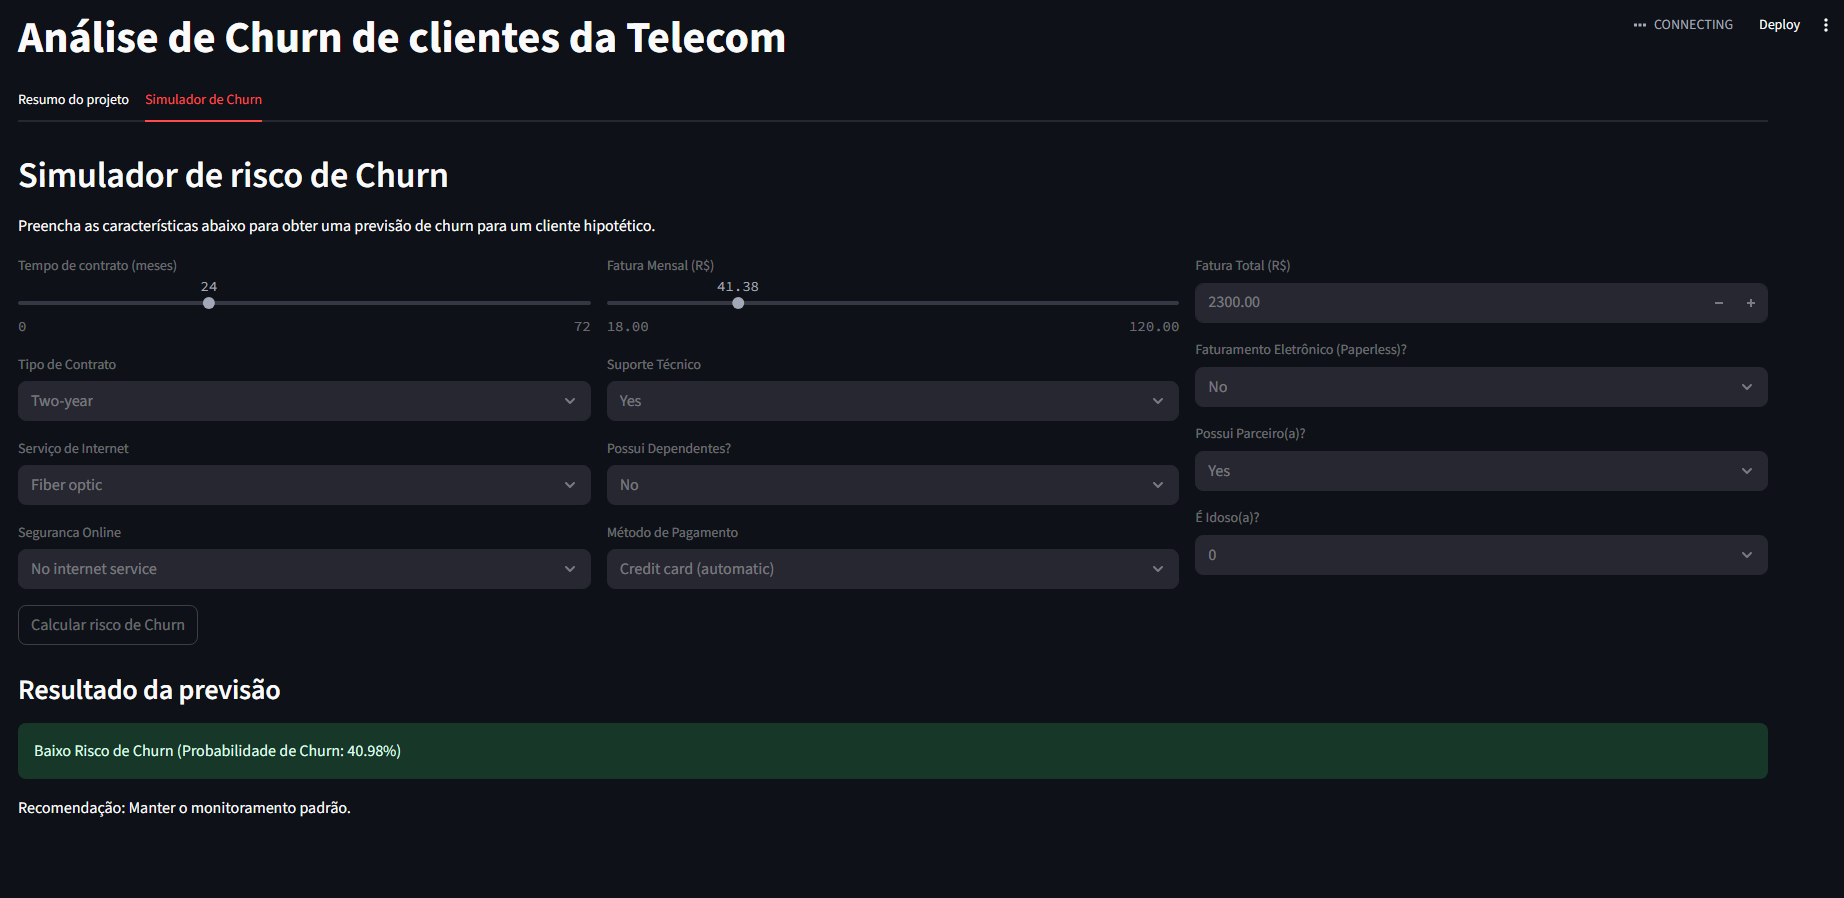 Análise de Churn de clientes da Telecom
CONNECTING
Deploy
Resumo do projeto
Simulador de Churn
Simulador de risco de Churn
Preencha as características abaixo para obter uma previsão de churn para um cliente hipotético.
Tempo de contrato (meses)
24
0
72
Tipo de Contrato
Two-year
Serviço de Internet
Fiber optic
Seguranca Online
No internet service
Fatura Mensal (R$)
41.38
18.00
120.00
Suporte Técnico
Yes
Possui Dependentes?
No
Método de Pagamento
Credit card (automatic)
Fatura Total (R$)
2300.00
Faturamento Eletrônico (Paperless)?
No
Possui Parceiro(a)?
Yes
É Idoso(a)?
0
Calcular risco de Churn
Resultado da previsão
Baixo Risco de Churn (Probabilidade de Churn: 40.98%)
Recomendação: Manter o monitoramento padrão.